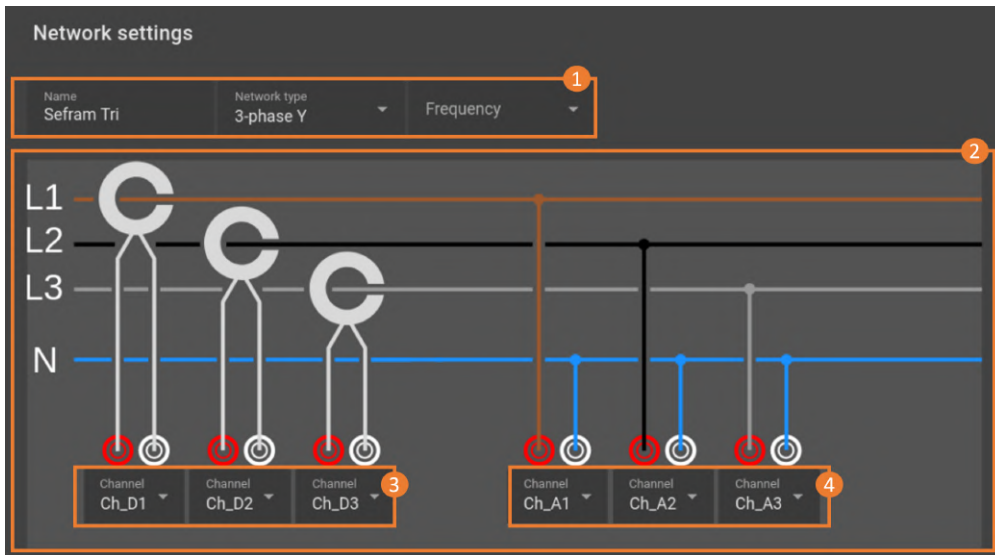 Network settings
1
Name Network type
Sefram Tri 3-phase Y Frequency
2
L1
L2
L3
N
Channel Channel Channel 3 Channel Channel Channel 4
Ch_D1 Ch_D2 Ch_D3 Ch_A1 Ch_A2 Ch_A3